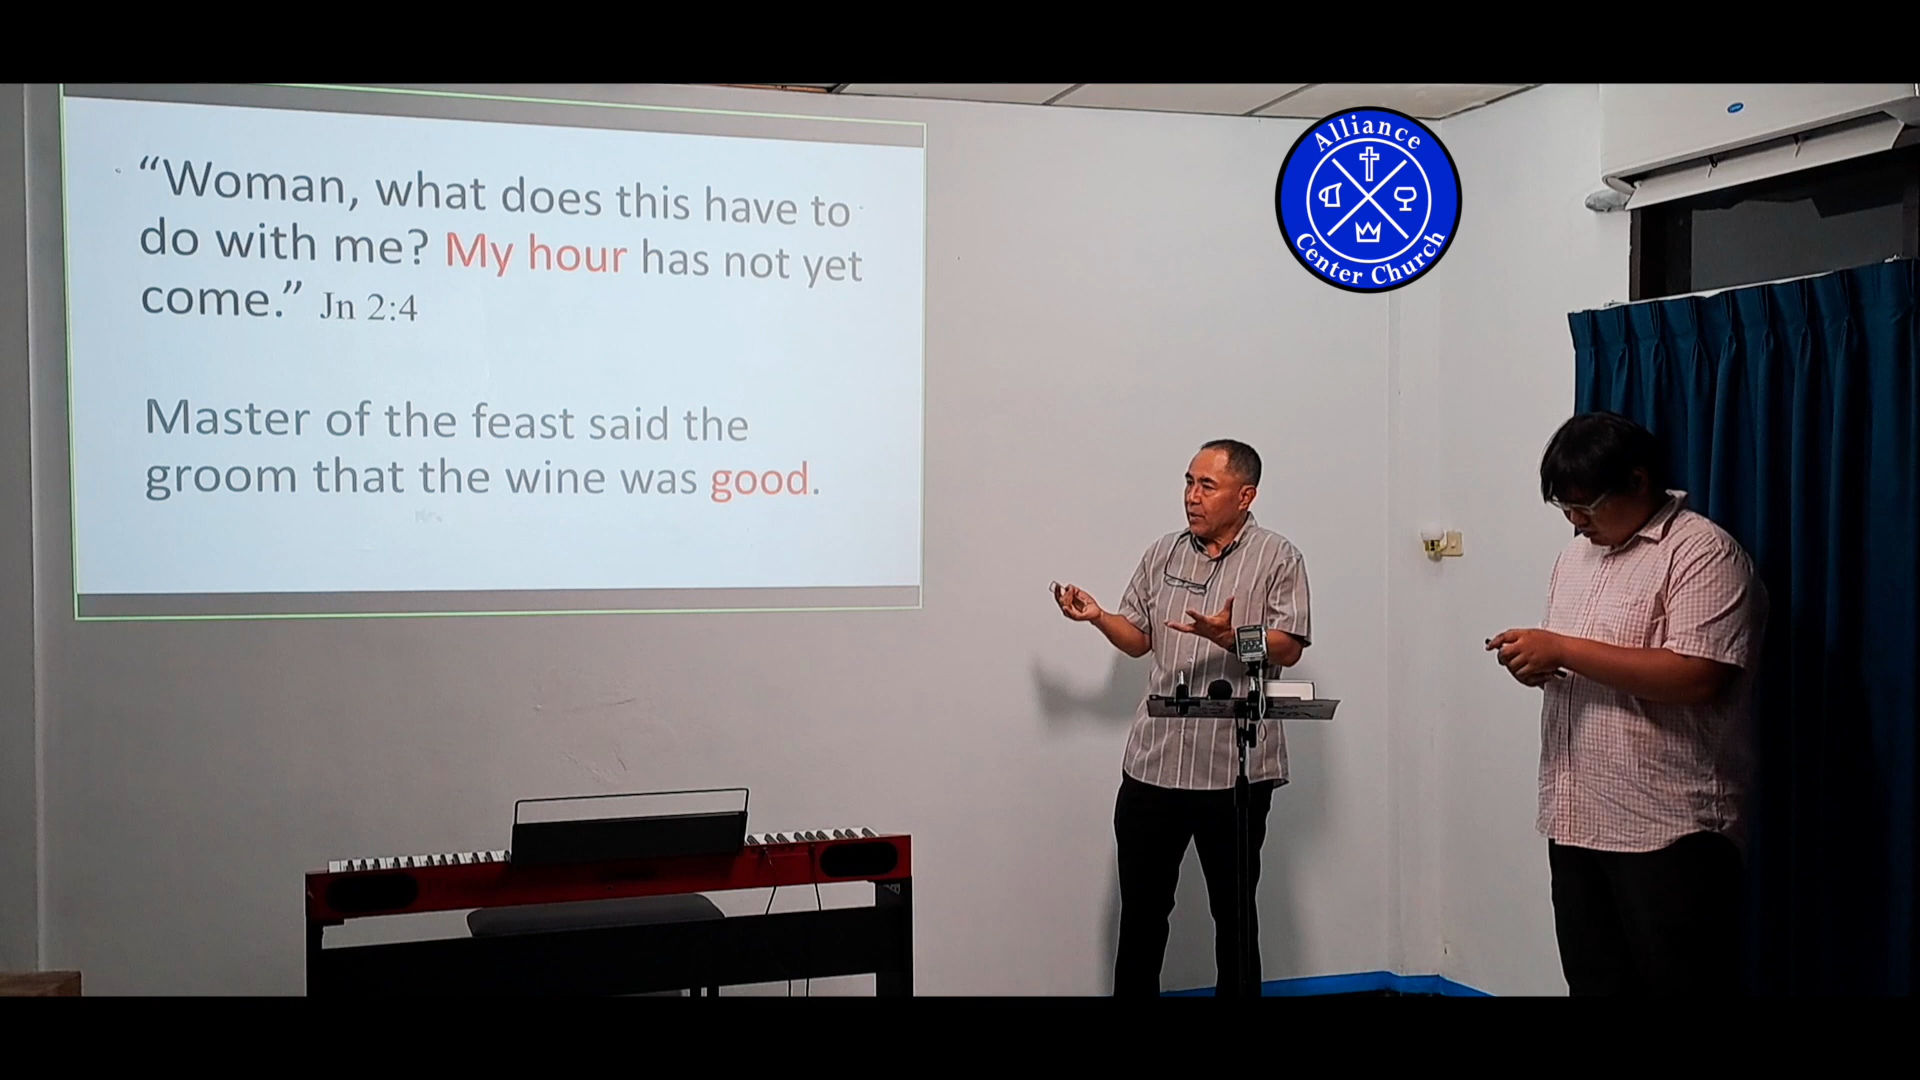 “Woman, what does this have to
do with me? My hour has not yet
come.” Jn 2:4
Master of the feast said the
groom that the wine was good.
Alliance
Center Church